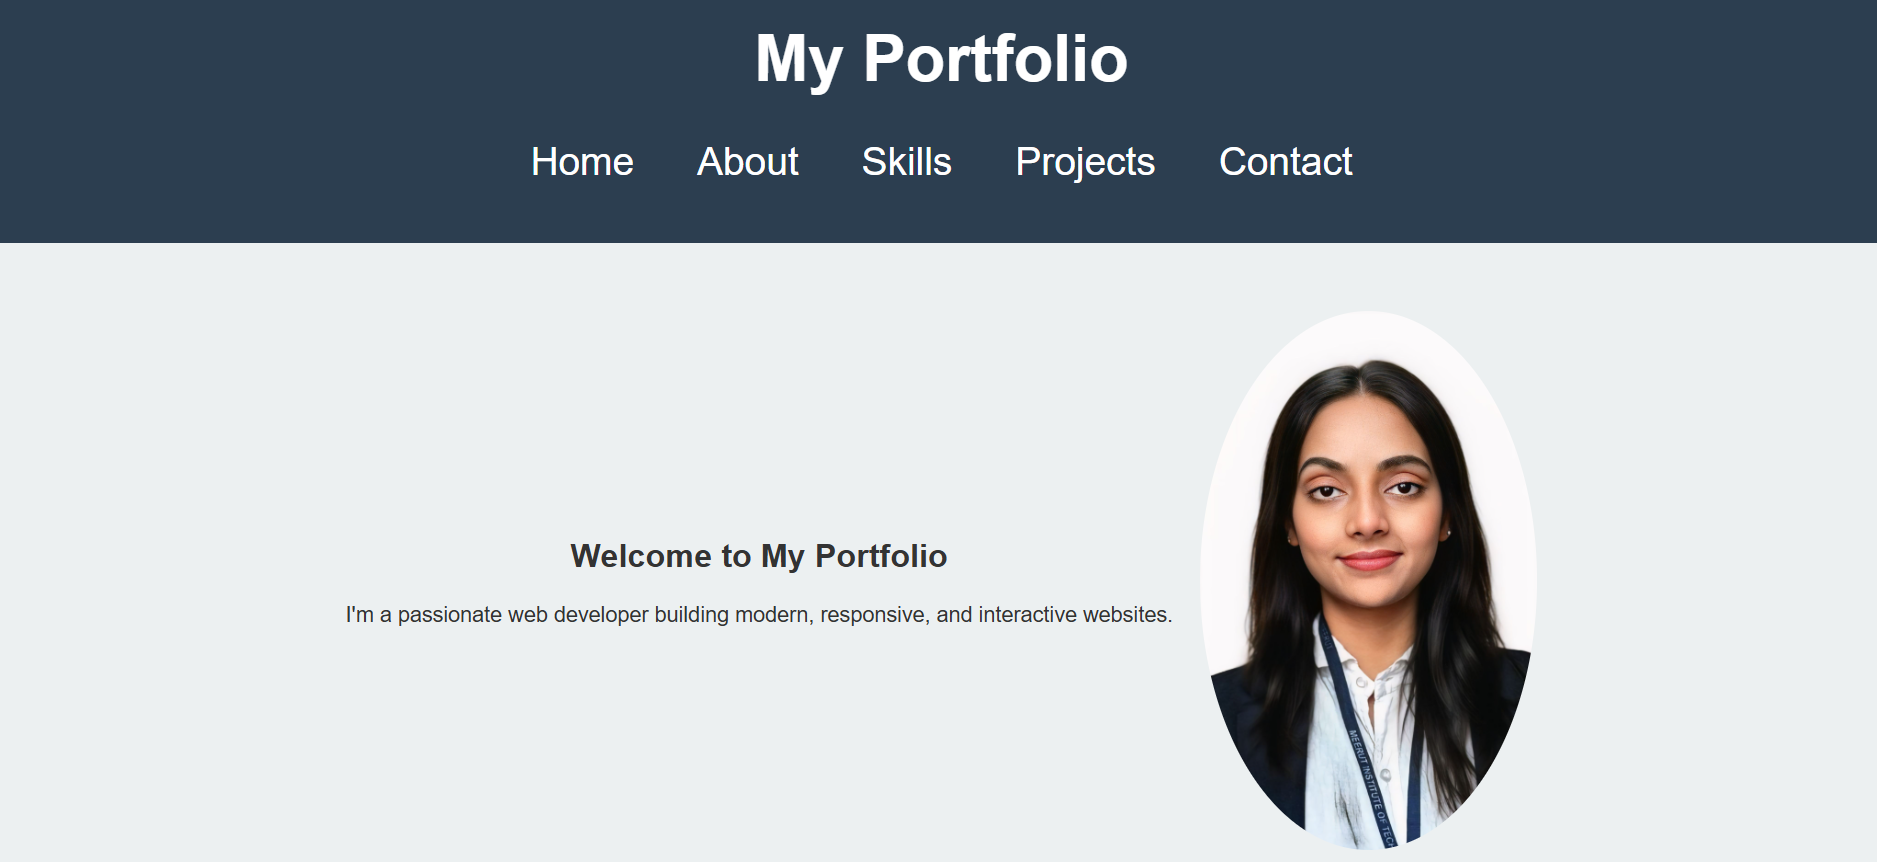 My Portfolio
Home About Skills Projects Contact
Welcome to My Portfolio
I'm a passionate web developer building modern, responsive, and interactive websites.
MEERUT INSTITUTE OF TECH